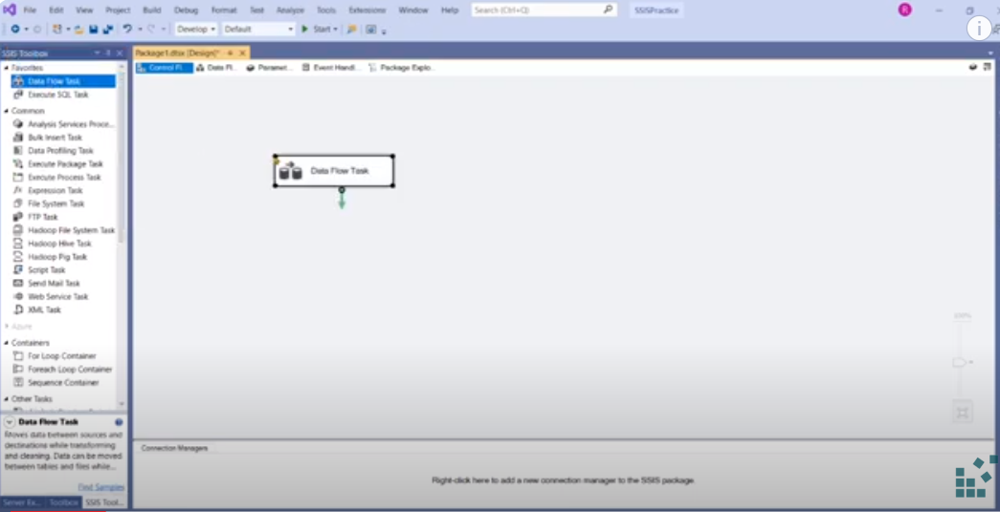 File Edit View Project Build Debug Format Test Analyze Tools Extensions Window Help Search (Ctrl+Q) SSISPractice R
Develop Default Start
SSIS Toolbox
Package1.dtsx [Design]*
Control Fl... Data Fl... Paramet... Event Handl... Package Explo...
Favorites
Data Flow Task
Execute SQL Task
Common
Analysis Services Proce...
Bulk Insert Task
Data Profiling Task
Execute Package Task
Execute Process Task
Expression Task
File System Task
FTP Task
Hadoop File System Task
Hadoop Hive Task
Hadoop Pig Task
Script Task
Send Mail Task
Web Service Task
XML Task
Azure
Containers
For Loop Container
Foreach Loop Container
Sequence Container
Other Tasks
Data Flow Task
Moves data between sources and
destinations while transforming
and cleaning. Data can be moved
between tables and files while...
Find Samples
Server Ex... Toolbox SSIS Tool...
Data Flow Task
100%
Connection Managers
Right-click here to add a new connection manager to the SSIS package.